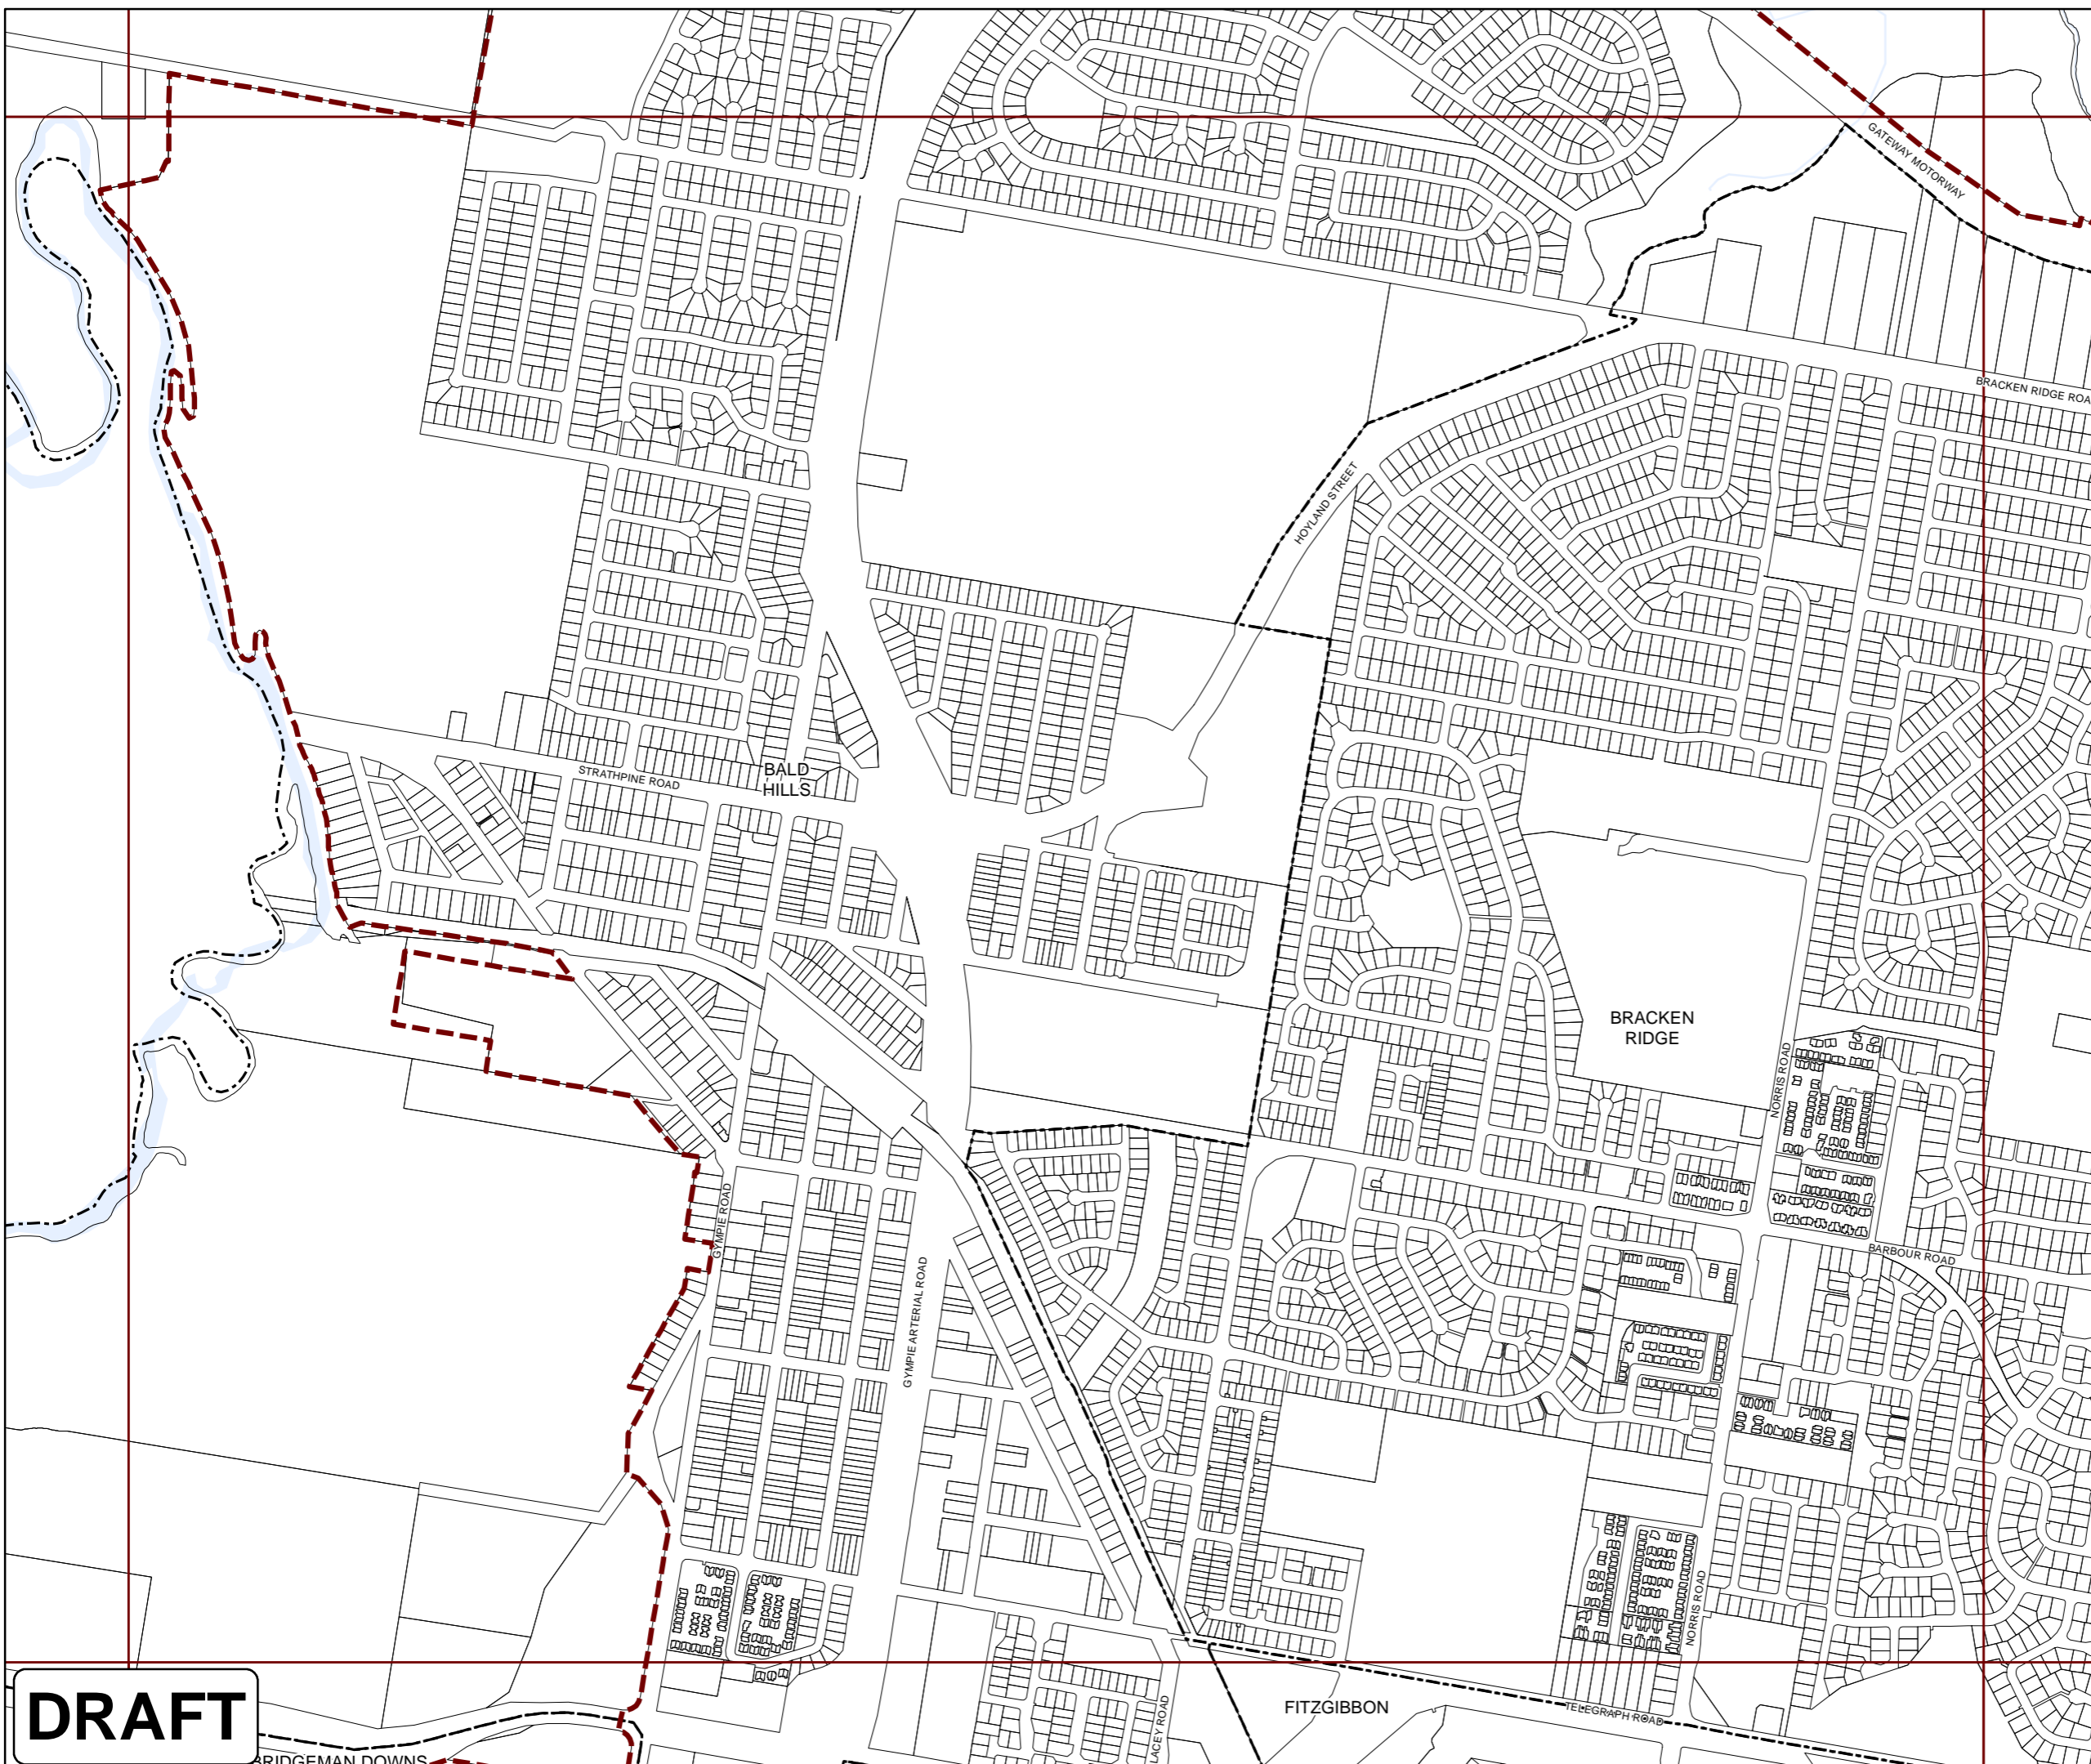 GATEWAY MOTORWAY
BRACKEN RIDGE ROA
HOYLAND STREET
STRATHPINE ROAD
BALD
HILLS
BRACKEN
RIDGE
NORRIS ROAD
GYMPIE ROAD
BARBOUR ROAD
GYMPIE ARTERIAL ROAD
NORRIS ROAD
LACEY ROAD
FITZGIBBON
TELEGRAPH ROAD
DRAFT
BRIDGEMAN DOWNS